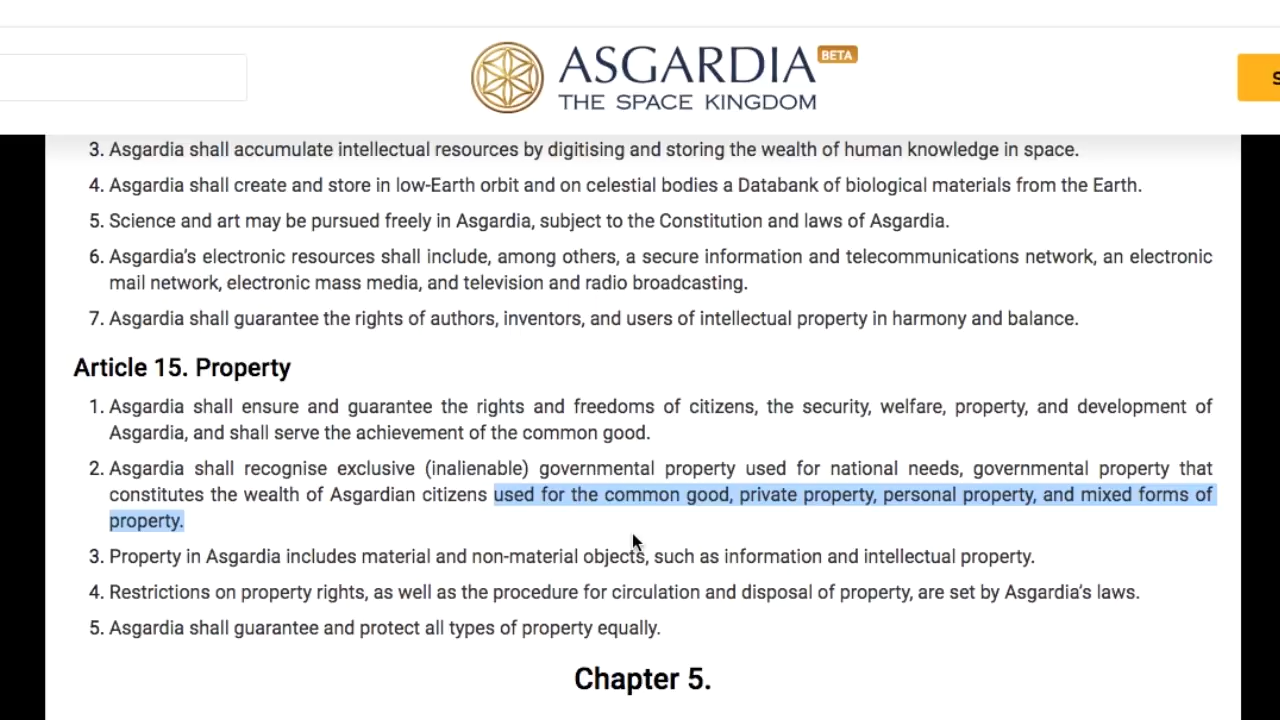 ASGARDIA BETA
THE SPACE KINGDOM
S
3. Asgardia shall accumulate intellectual resources by digitising and storing the wealth of human knowledge in space.
4. Asgardia shall create and store in low-Earth orbit and on celestial bodies a Databank of biological materials from the Earth.
5. Science and art may be pursued freely in Asgardia, subject to the Constitution and laws of Asgardia.
6. Asgardia’s electronic resources shall include, among others, a secure information and telecommunications network, an electronic
mail network, electronic mass media, and television and radio broadcasting.
7. Asgardia shall guarantee the rights of authors, inventors, and users of intellectual property in harmony and balance.
Article 15. Property
1. Asgardia shall ensure and guarantee the rights and freedoms of citizens, the security, welfare, property, and development of
Asgardia, and shall serve the achievement of the common good.
2. Asgardia shall recognise exclusive (inalienable) governmental property used for national needs, governmental property that
constitutes the wealth of Asgardian citizens used for the common good, private property, personal property, and mixed forms of
property.
3. Property in Asgardia includes material and non-material objects, such as information and intellectual property.
4. Restrictions on property rights, as well as the procedure for circulation and disposal of property, are set by Asgardia’s laws.
5. Asgardia shall guarantee and protect all types of property equally.
Chapter 5.